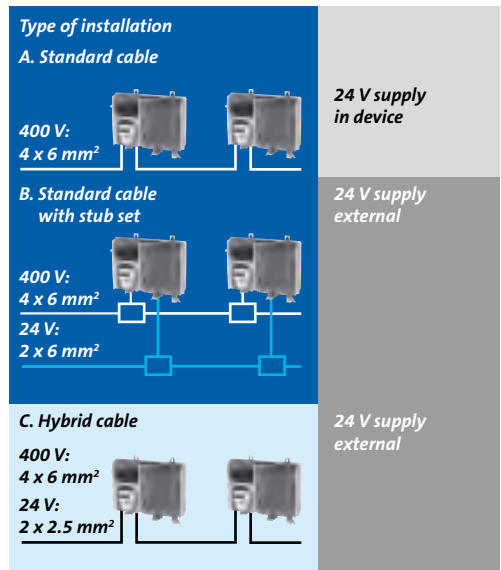 Type of installation
A. Standard cable
24 V supply
in device
400 V:
4 x 6 mm²
B. Standard cable
with stub set
24 V supply
external
400 V:
4 x 6 mm²
24 V:
2 x 6 mm²
C. Hybrid cable
24 V supply
external
400 V:
4 x 6 mm²
24 V:
2 x 2.5 mm²